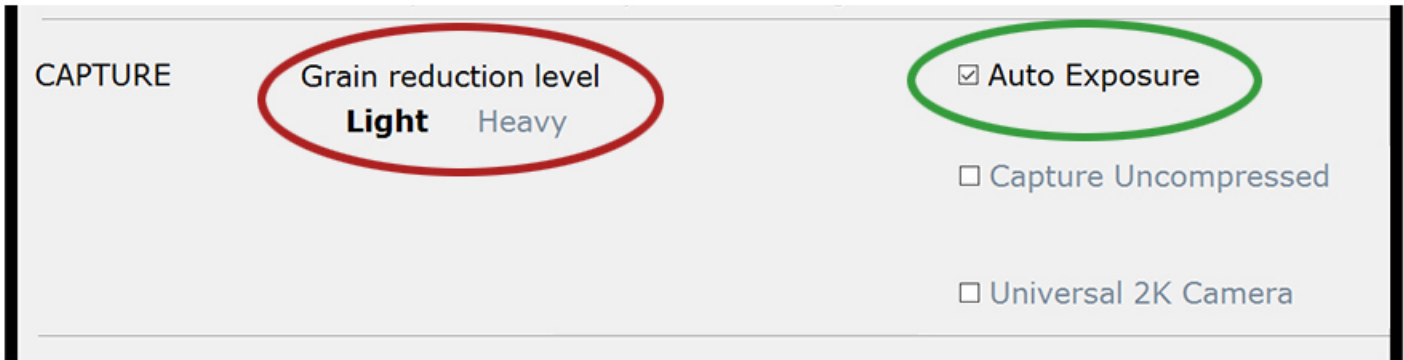 CAPTURE
Grain reduction level
Light Heavy
Auto Exposure
Capture Uncompressed
Universal 2K Camera